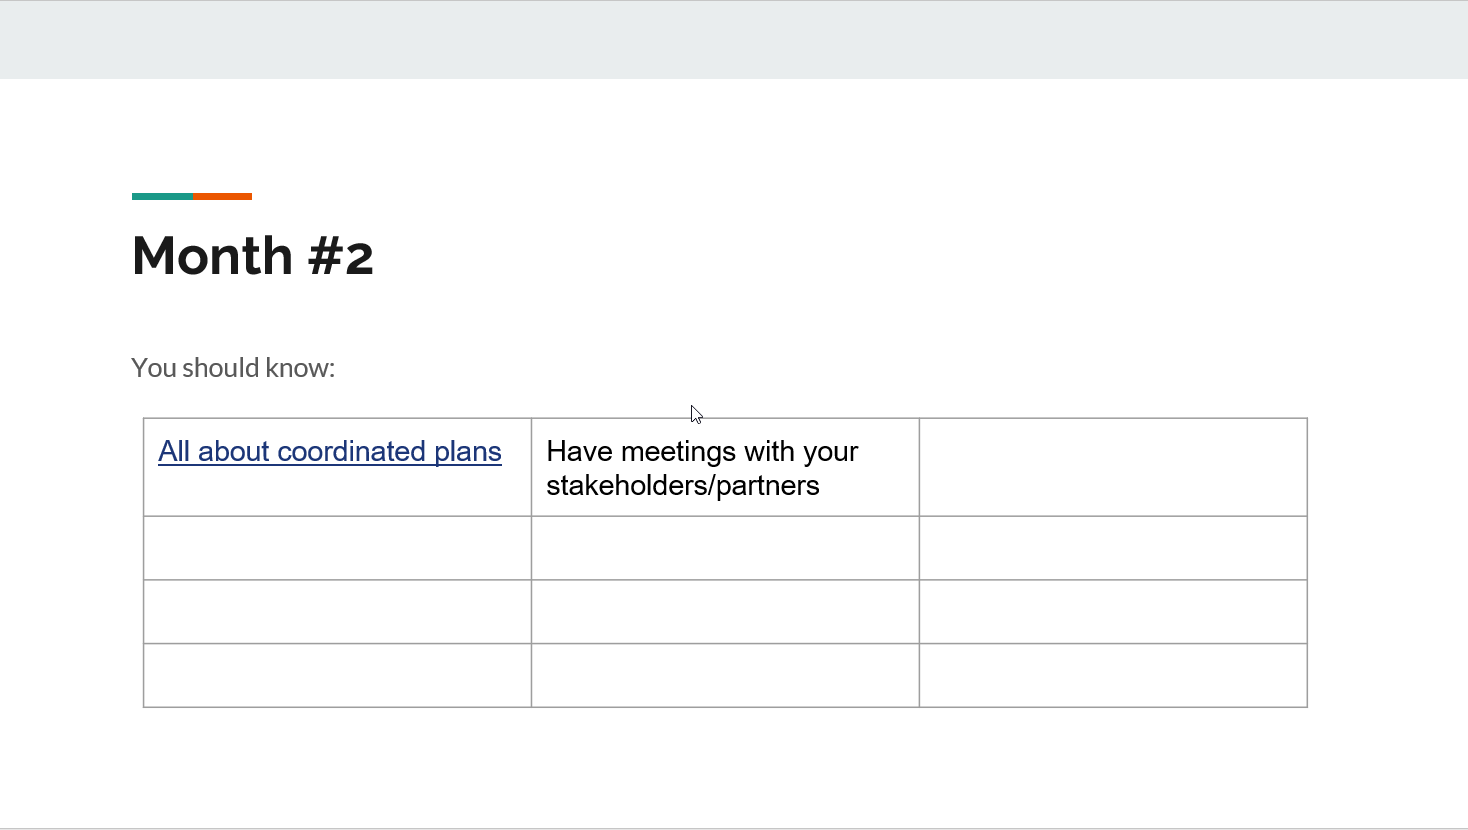 Month #2
You should know:
All about coordinated plans
Have meetings with your
stakeholders/partners